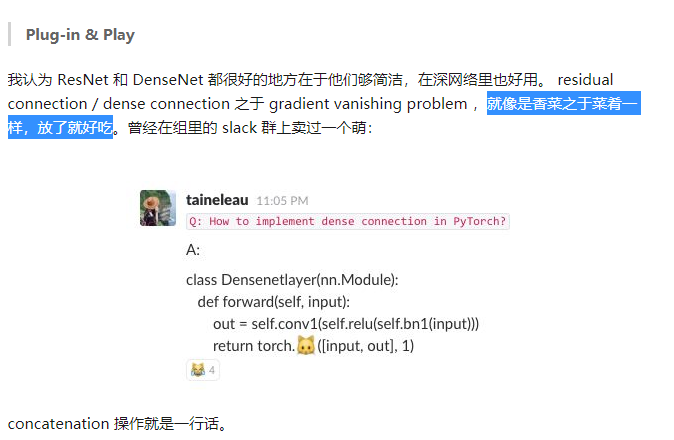 Plug-in & Play
我认为 ResNet 和 DenseNet 都很好的地方在于他们够简洁，在深网络里也好用。 residual
connection / dense connection 之于 gradient vanishing problem ，就像是香菜之于菜肴一
样，放了就好吃。曾经在组里的 slack 群上卖过一个萌：
taineleau 11:05 PM
Q: How to implement dense connection in PyTorch?
A:
class Densenetlayer(nn.Module):
def forward(self, input):
out = self.conv1(self.relu(self.bn1(input)))
return torch.🐱([input, out], 1)
😹 4
concatenation 操作就是一行话。